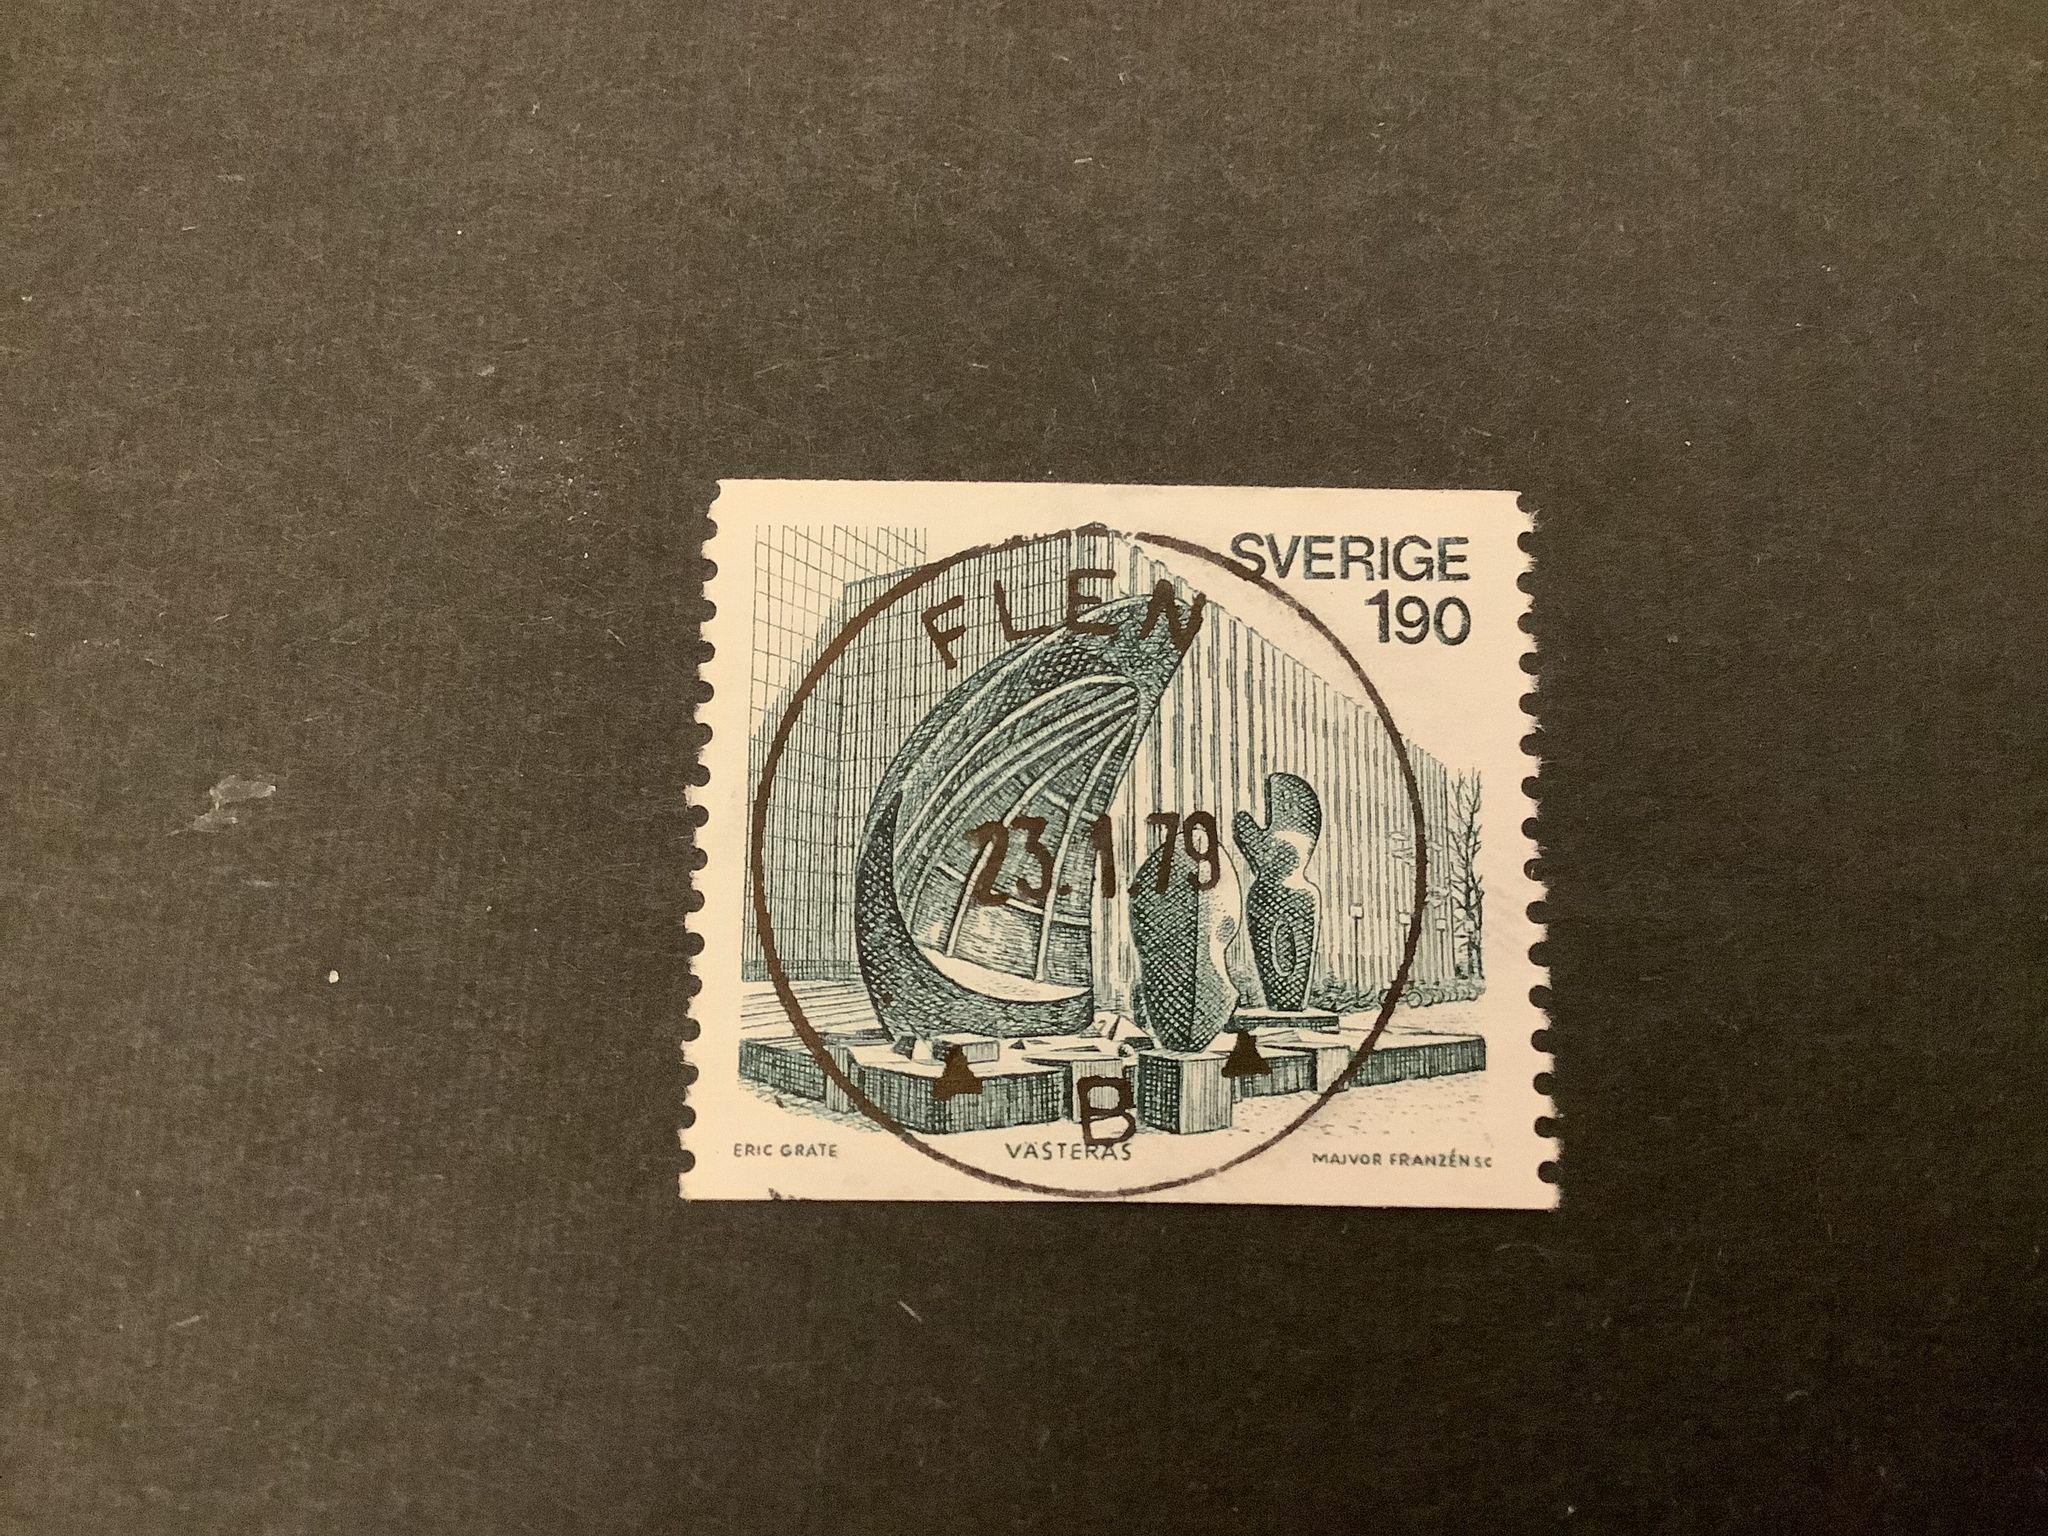 SVERIGE
190
FLEN
23.1.79
B
ERIC GRATE
VÄSTERÅS
MAJVOR FRANZÉN SC